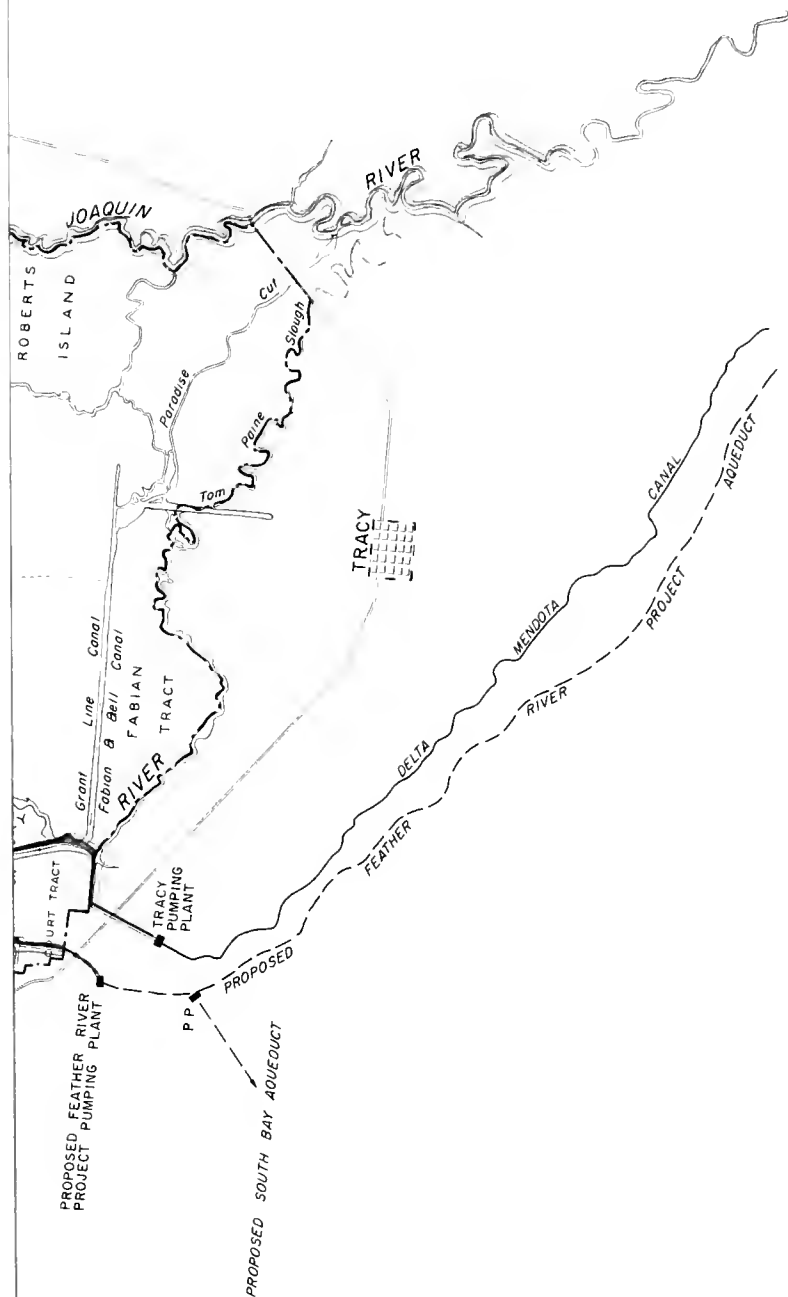 JOAQUIN
RIVER
ROBERTS
ISLAND
Cut
Paradise
Slough
Paine
Tom
TRACY
Grant Line Canal
Fabian & Bell Canal
FABIAN
TRACT
RIVER
TRACT
TRACY
PUMPING
PLANT
PROPOSED FEATHER RIVER
PROJECT PUMPING PLANT
P P
PROPOSED SOUTH BAY AQUEDUCT
DELTA MENDOTA CANAL
PROPOSED FEATHER RIVER PROJECT AQUEDUCT